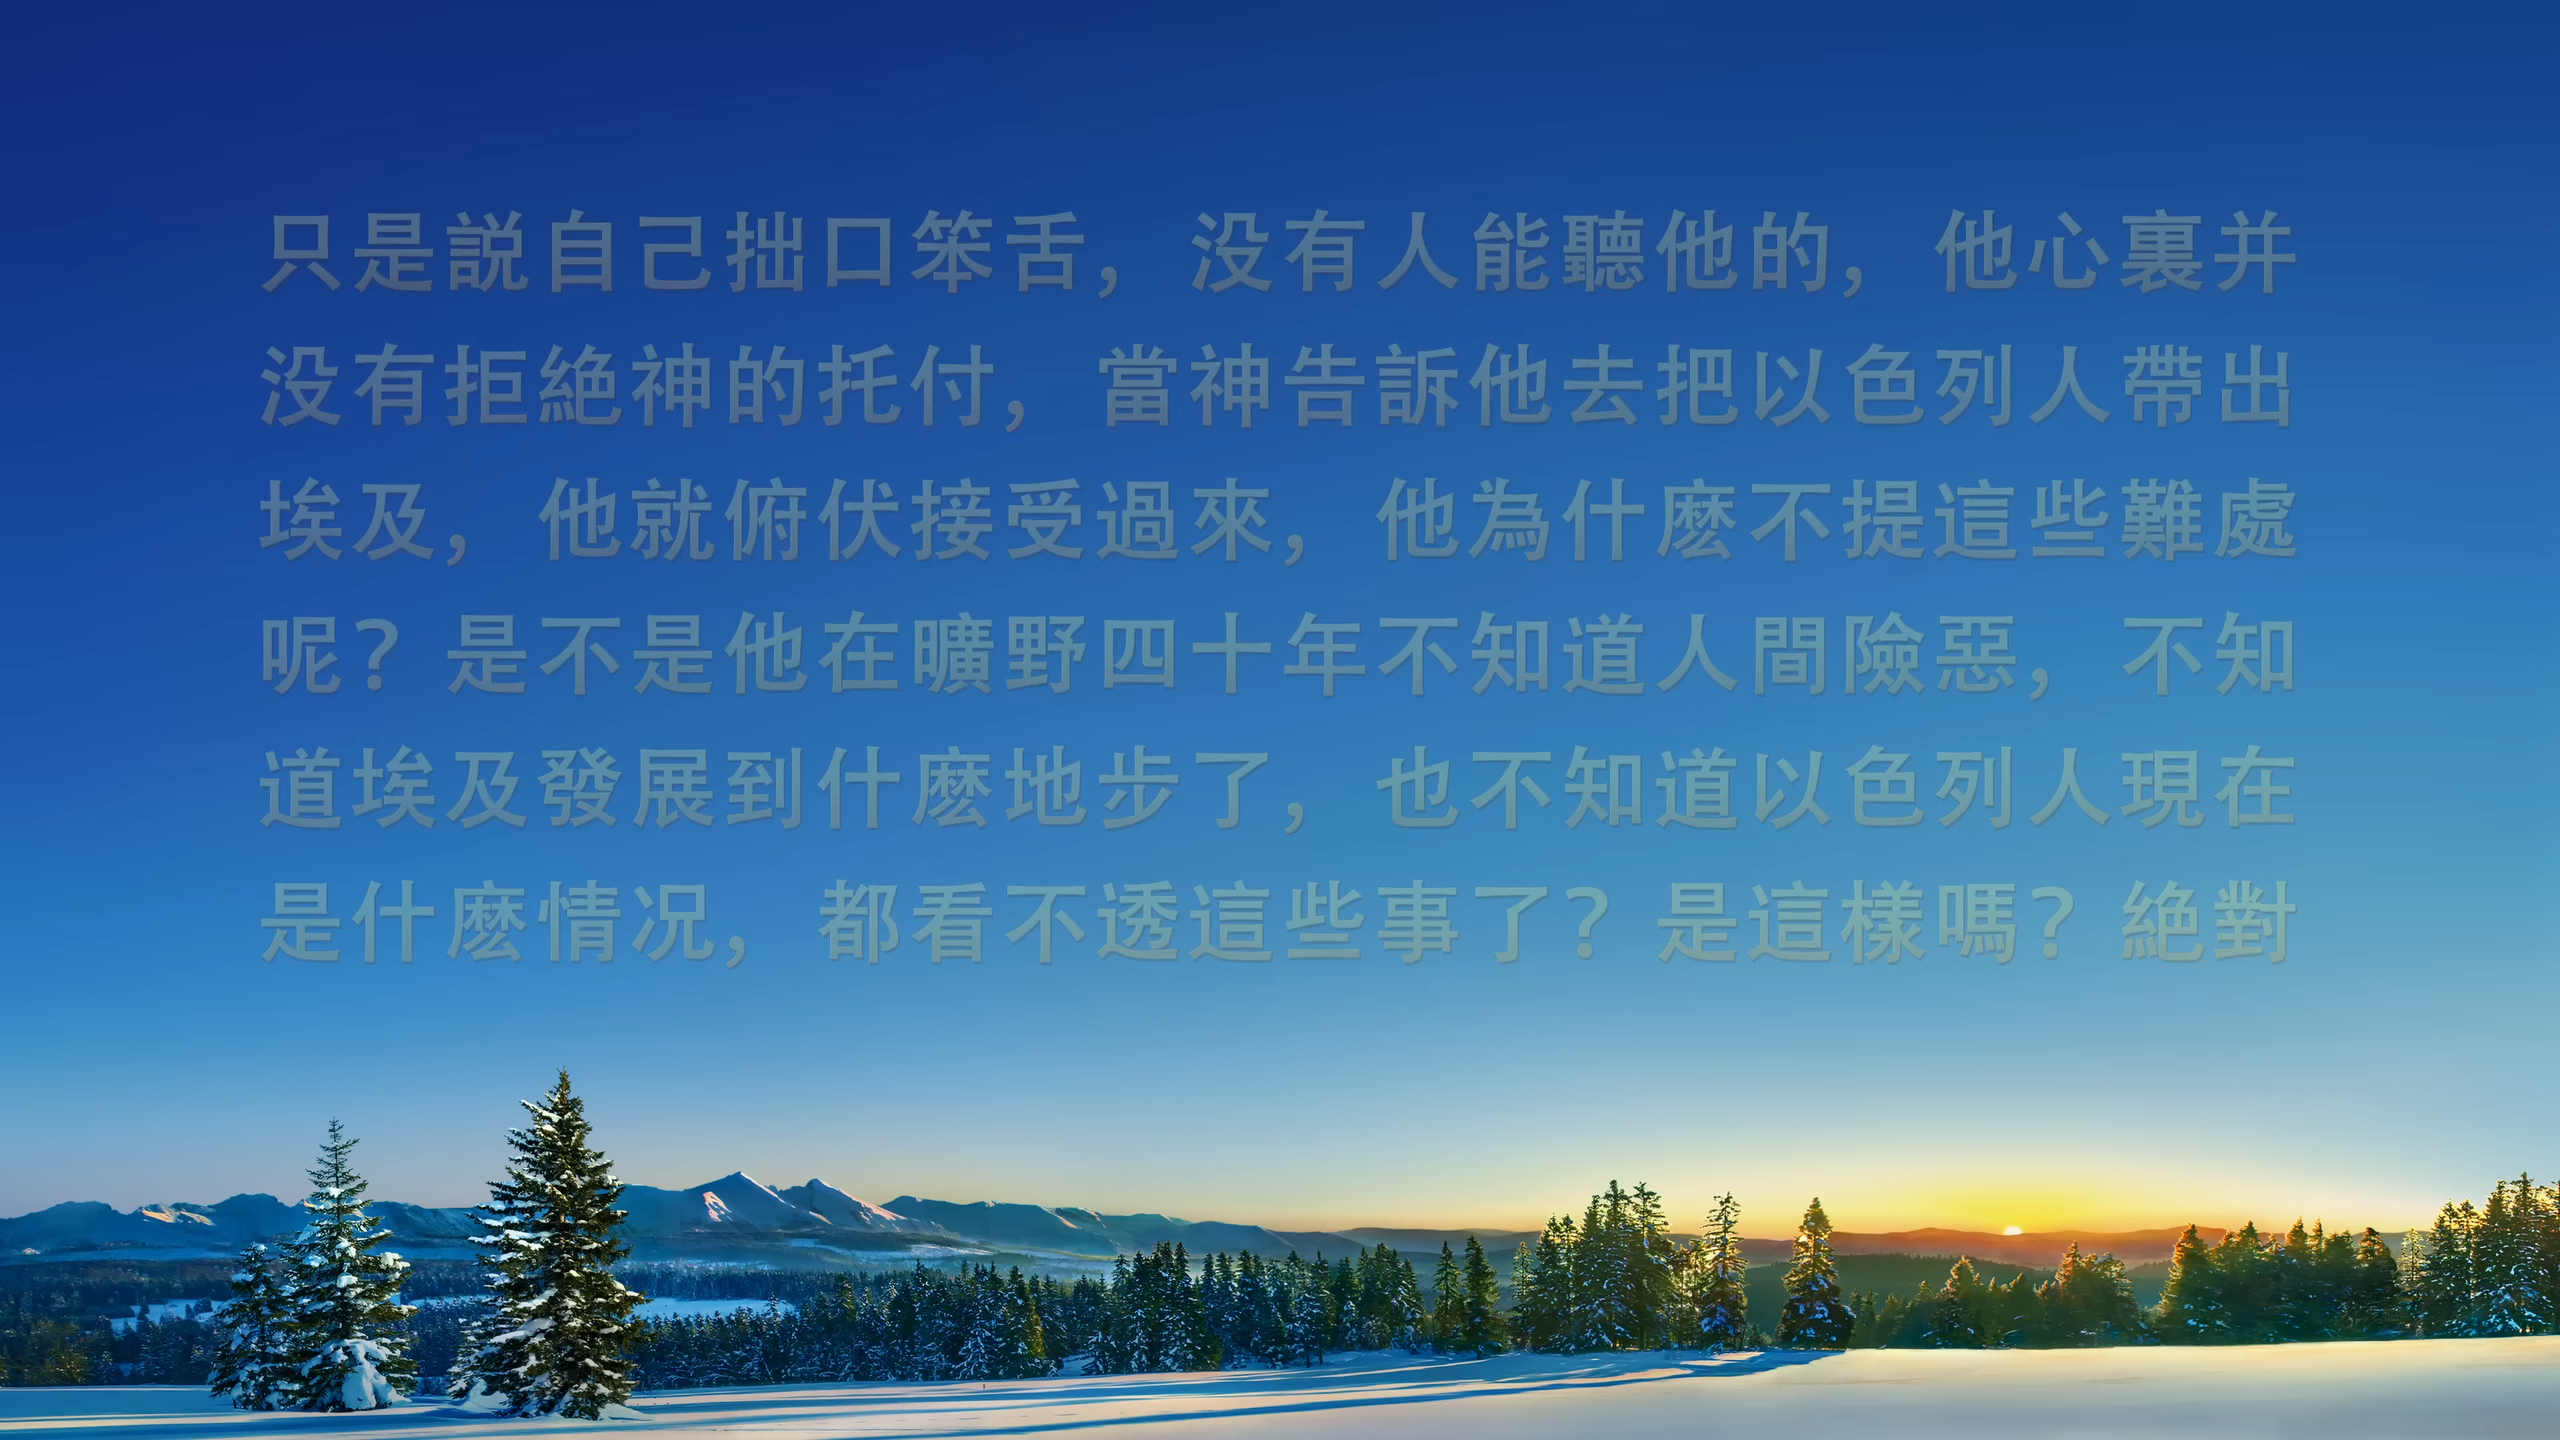 只是説自己拙口笨舌，没有人能聽他的，他心裏并
没有拒絶神的托付，當神告訴他去把以色列人帶出
埃及，他就俯伏接受過來，他為什麽不提這些難處
呢？是不是他在曠野四十年不知道人間險惡，不知
道埃及發展到什麽地步了，也不知道以色列人現在
是什麽情况，都看不透這些事了？是這樣嗎？絶對